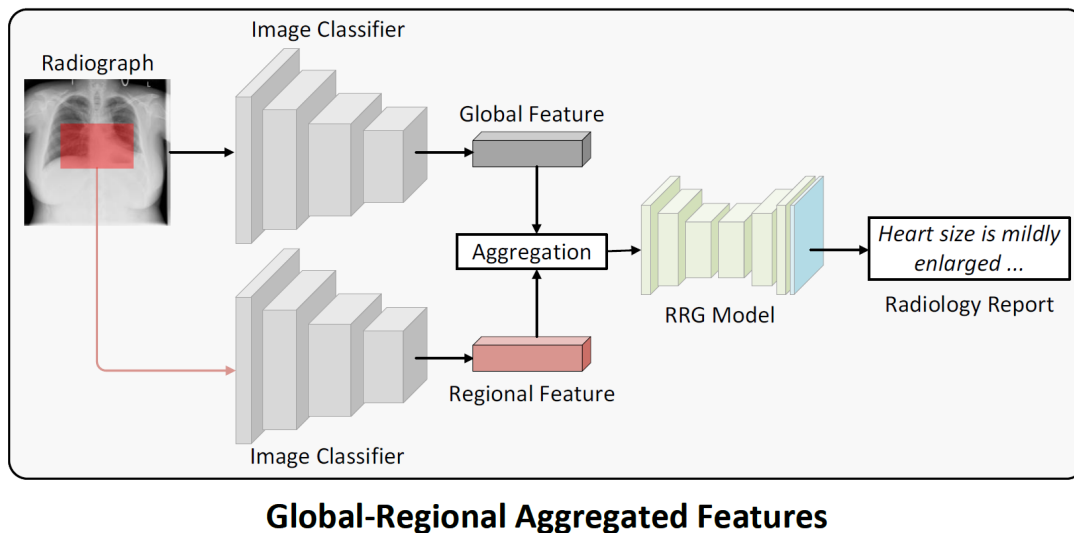 Image Classifier
Radiograph
Global Feature
Aggregation
RRG Model
Heart size is mildly
enlarged ...
Radiology Report
Regional Feature
Image Classifier
Global-Regional Aggregated Features